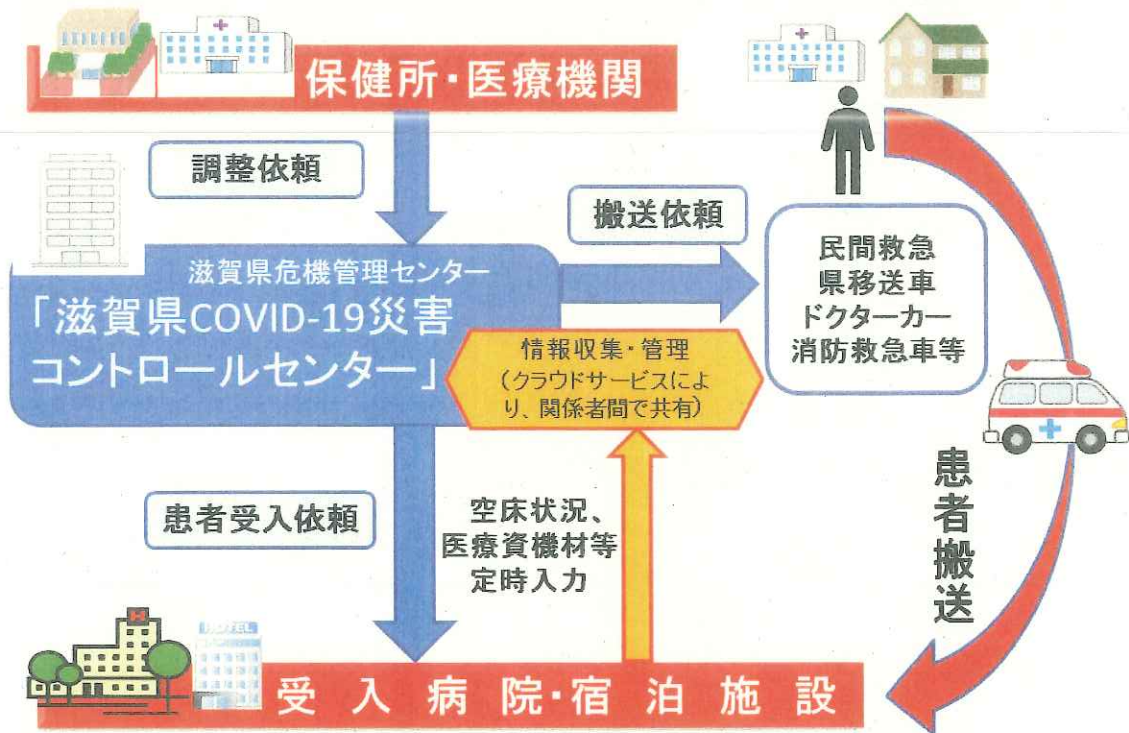 保健所・医療機関
調整依頼
搬送依頼
民間救急
県移送車
ドクターカー
消防救急車等
滋賀県危機管理センター
「滋賀県COVID-19災害
コントロールセンター」
情報収集・管理
(クラウドサービスによ
り、関係者間で共有)
患者受入依頼
空床状況、
医療資機材等
定時入力
患者搬送
H
HOTEL
受入病院・宿泊施設